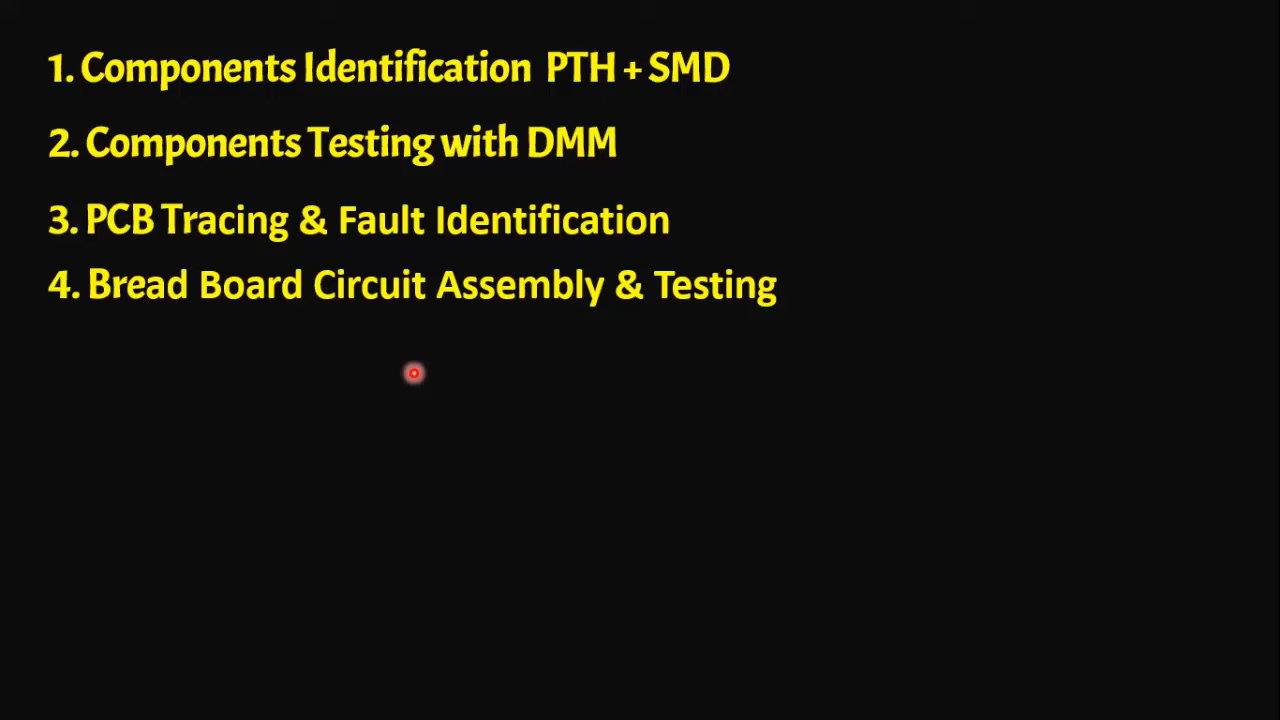 1. Components Identification PTH + SMD
2. Components Testing with DMM
3. PCB Tracing & Fault Identification
4. Bread Board Circuit Assembly & Testing